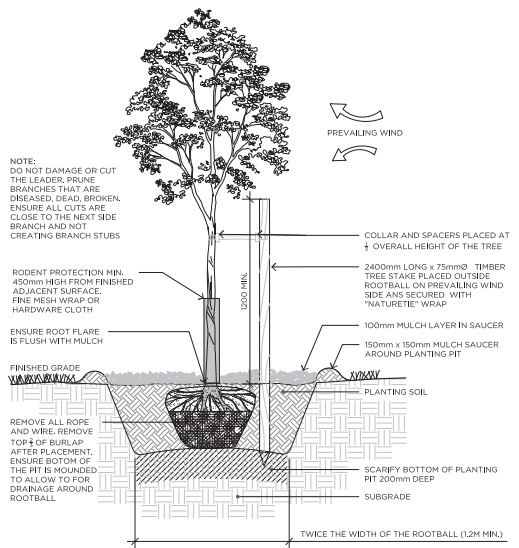 PREVAILING WIND
NOTE:
DO NOT DAMAGE OR CUT
THE LEADER. PRUNE
BRANCHES THAT ARE
DISEASED, DEAD, BROKEN.
ENSURE ALL CUTS ARE
CLOSE TO THE NEXT SIDE
BRANCH AND NOT
CREATING BRANCH STUBS
RODENT PROTECTION MIN.
450mm HIGH FROM FINISHED
ADJACENT SURFACE.
FINE MESH WRAP OR
HARDWARE CLOTH
ENSURE ROOT FLARE
IS FLUSH WITH MULCH
FINISHED GRADE
REMOVE ALL ROPE
AND WIRE. REMOVE
TOP OF BURLAP
AFTER PLACEMENT.
ENSURE BOTOM OF
THE PIT IS MOUNDED
TO ALLOW TO FOR
DRAINAGE AROUND
ROOTBALL
1200 MIN.
COLLAR AND SPACERS PLACED AT
OVERALL HEIGHT OF THE TREE
2400mm LONG x 75mmØ TIMBER
TREE STAKE PLACED OUTSIDE
ROOTBALL ON PREVAILING WIND
SIDE ANS SECURED WITH
"NATURETIE" WRAP
100mm MULCH LAYER IN SAUCER
150mm x 150mm MULCH SAUCER
AROUND PLANTING PIT
PLANTING SOIL
SCARIFY BOTTOM OF PLANTING
PIT 200mm DEEP
SUBGRADE
TWICE THE WIDTH OF THE ROOTBALL (1.2M MIN.)